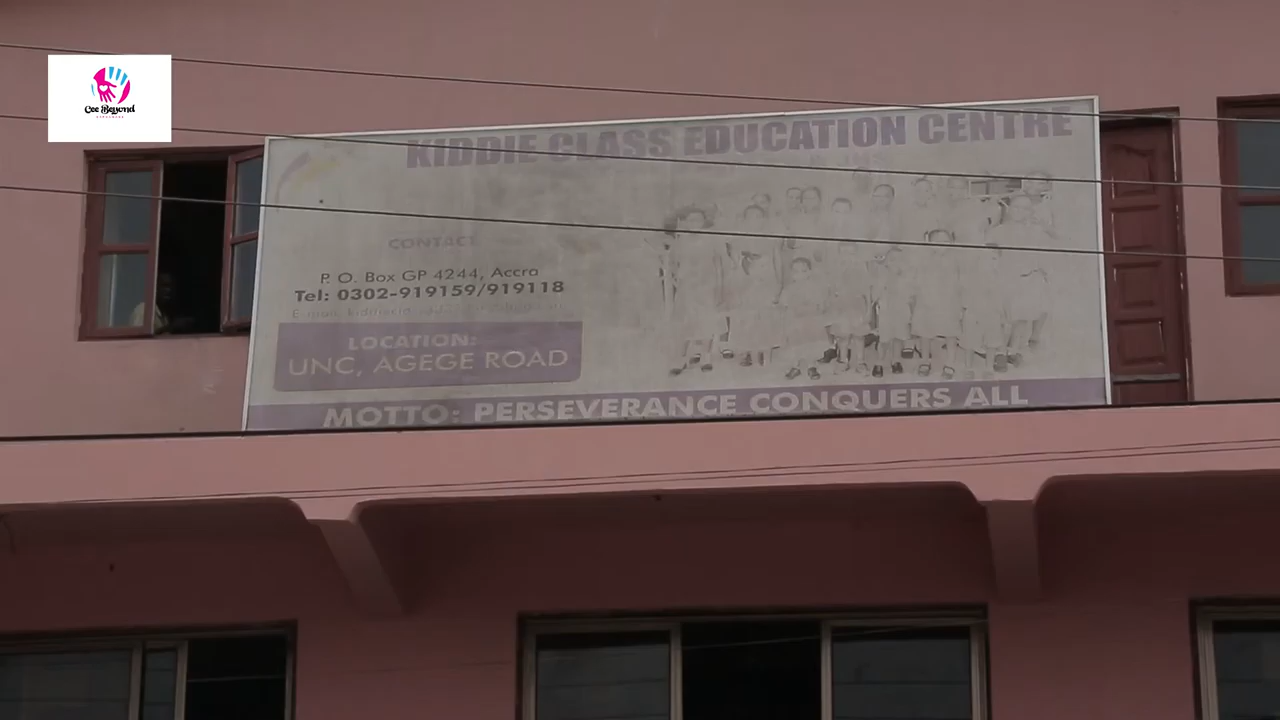 Cee Beyond
KIDDIE CLASS EDUCATION CENTRE
CONTACT
P. O. Box GP 4244, Accra
Tel: 0302-919159/919118
LOCATION:
UNC, AGEGE ROAD
MOTTO: PERSEVERANCE CONQUERS ALL